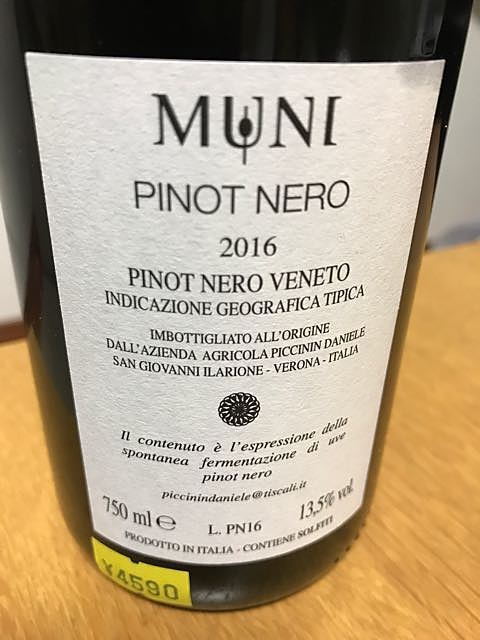 MUNI
PINOT NERO
2016
PINOT NERO VENETO
INDICAZIONE GEOGRAFICA TIPICA
IMBOTTIGLIATO ALL'ORIGINE
DALL'AZIENDA AGRICOLA PICCININ DANIELE
SAN GIOVANNI ILARIONE - VERONA - ITALIA
Il contenuto è l'espressione della
spontanea fermentazione di uve
pinot nero
piccinindaniele@tiscali.it
750 ml ℮ 13,5% vol.
L. PN16
PRODOTTO IN ITALIA - CONTIENE SOLFITI
¥4590